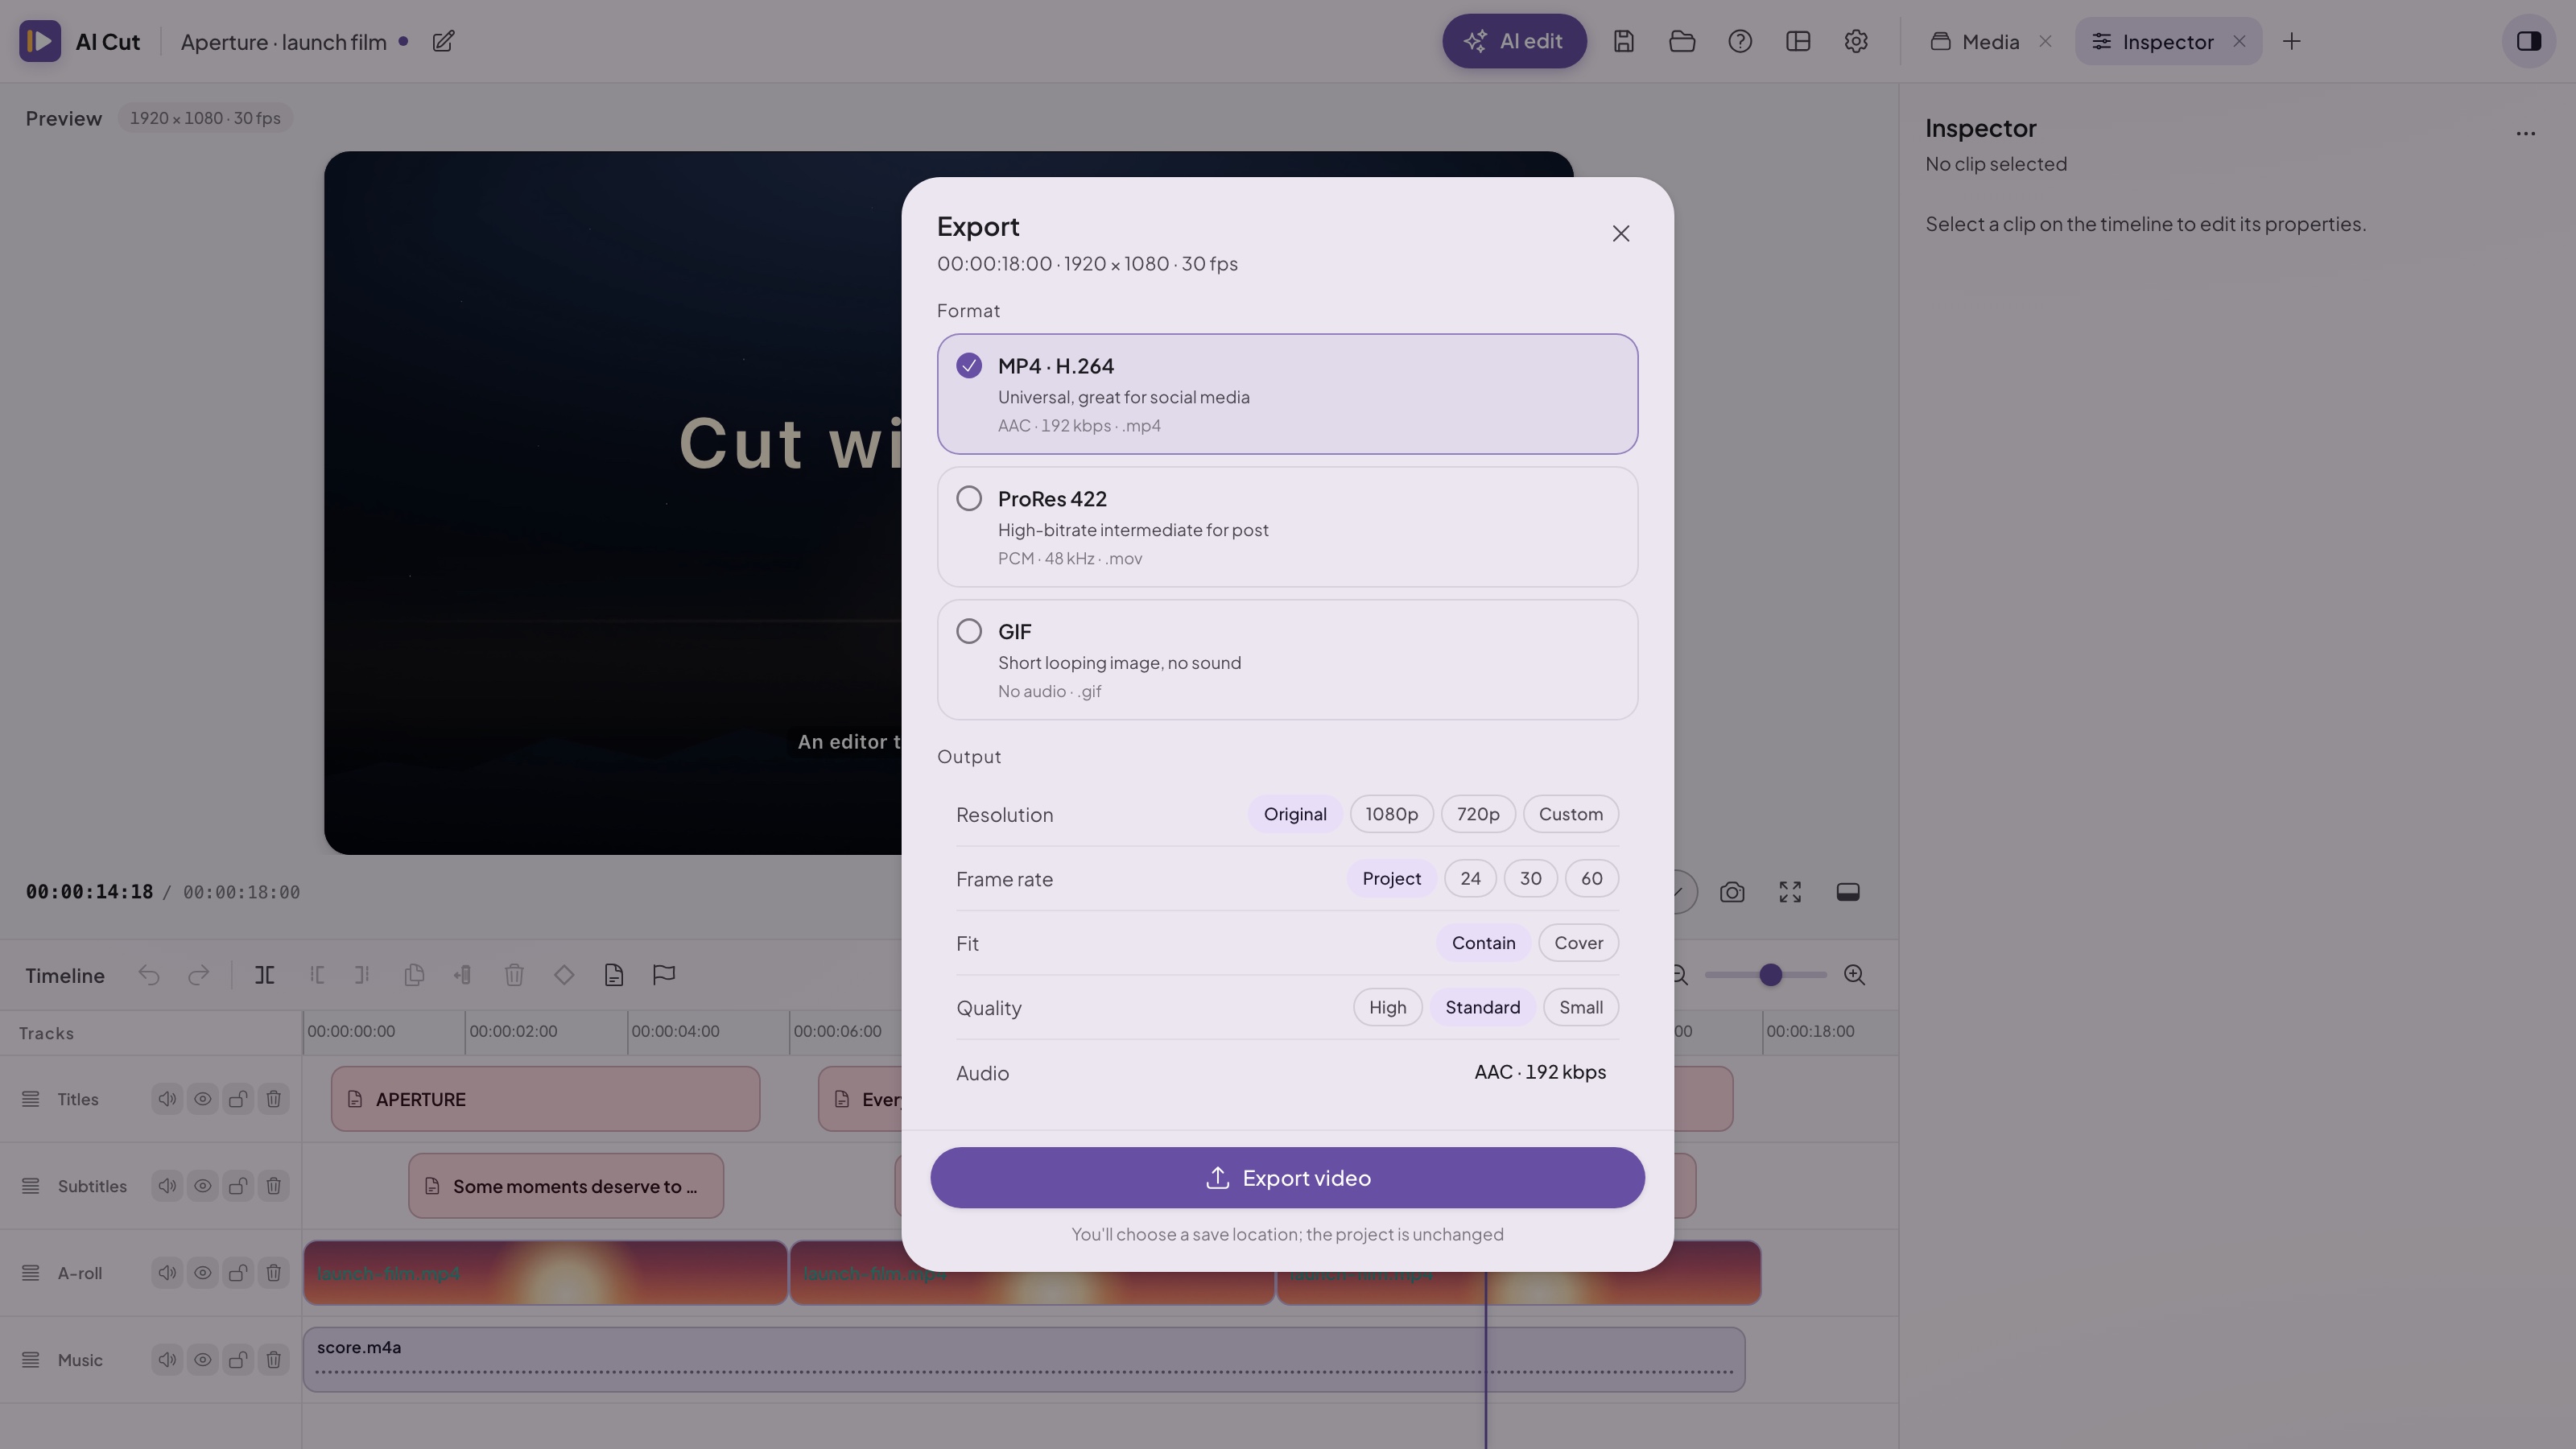 AI Cut
Aperture · launch film
AI edit
Media
Inspector
Preview
1920 × 1080 · 30 fps
Inspector
No clip selected
Select a clip on the timeline to edit its properties.
Cut
An editor
00:00:14:18 / 00:00:18:00
Export
00:00:18:00 · 1920 × 1080 · 30 fps
Format
MP4 · H.264
Universal, great for social media
AAC · 192 kbps · .mp4
ProRes 422
High-bitrate intermediate for post
PCM · 48 kHz · .mov
GIF
Short looping image, no sound
No audio · .gif
Output
Resolution
Original
1080p
720p
Custom
Frame rate
Project
24
30
60
Fit
Contain
Cover
Quality
High
Standard
Small
Audio
AAC · 192 kbps
Export video
You'll choose a save location; the project is unchanged
Timeline
Tracks
00:00:00:00
00:00:02:00
00:00:04:00
00:00:06:00
00:00:18:00
Titles
APERTURE
Subtitles
Some moments deserve to ...
A-roll
launch-film.mp4
launch-film.mp4
launch-film.mp4
Music
score.m4a